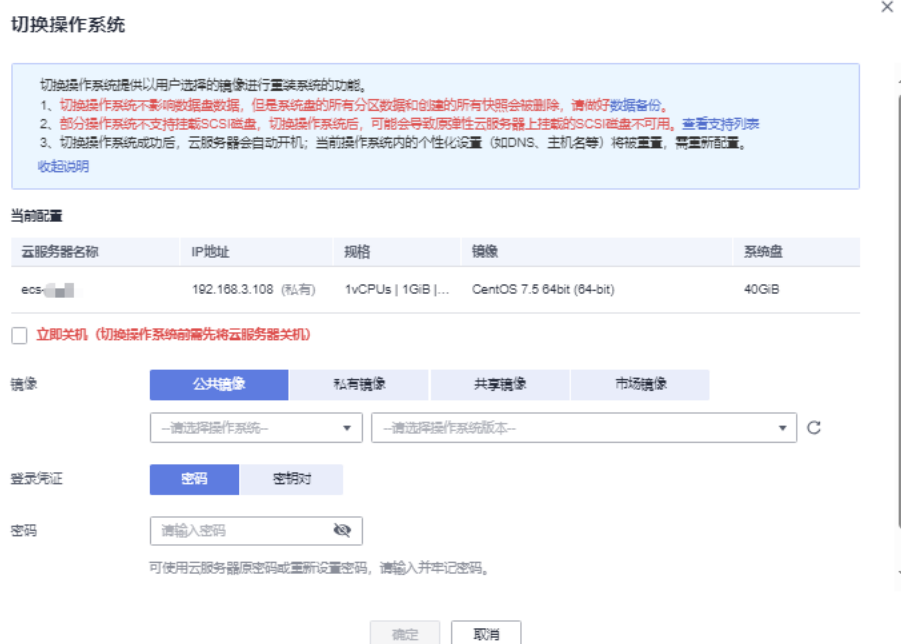 切换操作系统
切换操作系统提供以用户选择的镜像进行重装系统的功能。
1、切换操作系统不影响数据盘数据，但是系统盘的所有分区数据和创建的所有快照会被删除，请做好数据备份。
2、部分操作系统不支持挂载SCSI磁盘，切换操作系统后，可能会导致原弹性云服务器上挂载的SCSI磁盘不可用。查看支持列表
3、切换操作系统成功后，云服务器会自动开机；当前操作系统内的个性化设置（如DNS、主机名等）将被重置，需重新配置。
收起说明
当前配置
云服务器名称 IP地址 规格 镜像 系统盘
ecs- 192.168.3.108 (私有) 1vCPUs | 1GiB |... CentOS 7.5 64bit (64-bit) 40GiB
立即关机（切换操作系统前需先将云服务器关机）
镜像 公共镜像 私有镜像 共享镜像 市场镜像
--请选择操作系统-- --请选择操作系统版本--
登录凭证 密码 密钥对
密码 请输入密码
可使用云服务器原密码或重新设置密码，请输入并牢记密码。
确定 取消